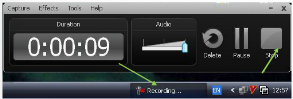 Capture Effects Tools Help
Duration
Audio
0:00:09
Delete Pause Stop
Recording...
EN
12:57